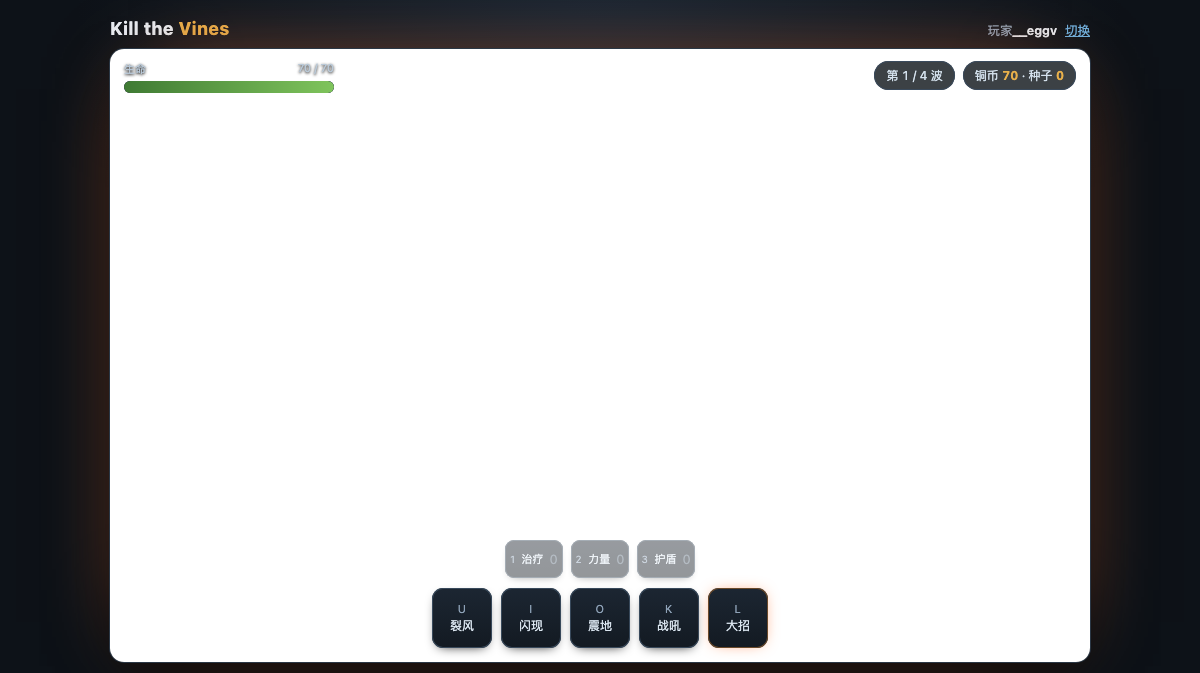 Kill the Vines
玩家__eggv 切换
生命 70 / 70
第 1 / 4 波
铜币 70 · 种子 0
1 治疗 0
2 力量 0
3 护盾 0
U
裂风
I
闪现
O
震地
K
战吼
L
大招